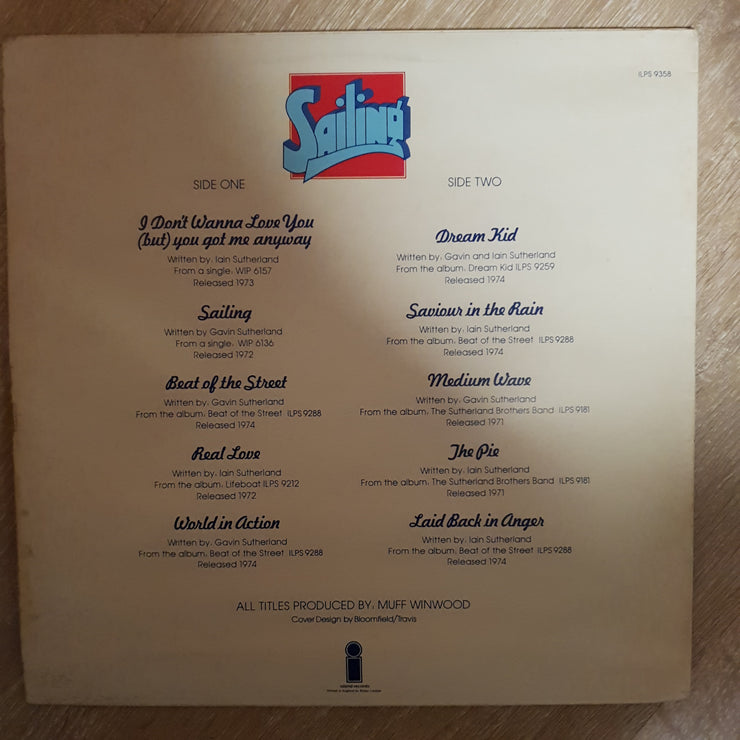 ILPS 9358
Sailing
SIDE ONE
I Don't Wanna Love You
(but) you got me anyway
Written by, Iain Sutherland
From a single, WIP 6157
Released 1973
Sailing
Written by Gavin Sutherland
From a single, WIP 6136
Released 1972
Beat of the Street
Written by, Gavin Sutherland
From the album, Beat of the Street ILPS 9288
Released 1974
Real Love
Written by, Iain Sutherland
From the album, Lifeboat ILPS 9212
Released 1972
World in Action
Written by, Gavin Sutherland
From the album, Beat of the Street ILPS 9288
Released 1974
SIDE TWO
Dream Kid
Written by, Gavin and Iain Sutherland
From the album, Dream Kid ILPS 9259
Released 1974
Saviour in the Rain
Written by, Iain Sutherland
From the album, Beat of the Street ILPS 9288
Released 1974
Medium Wave
Written by, Gavin Sutherland
From the album, The Sutherland Brothers Band ILPS 9181
Released 1971
The Pie
Written by, Iain Sutherland
From the album, The Sutherland Brothers Band ILPS 9181
Released 1971
Laid Back in Anger
Written by, Iain Sutherland
From the album, Beat of the Street ILPS 9288
Released 1974
ALL TITLES PRODUCED BY, MUFF WINWOOD
Cover Design by Bloomfield/Travis
island records
Printed in England by